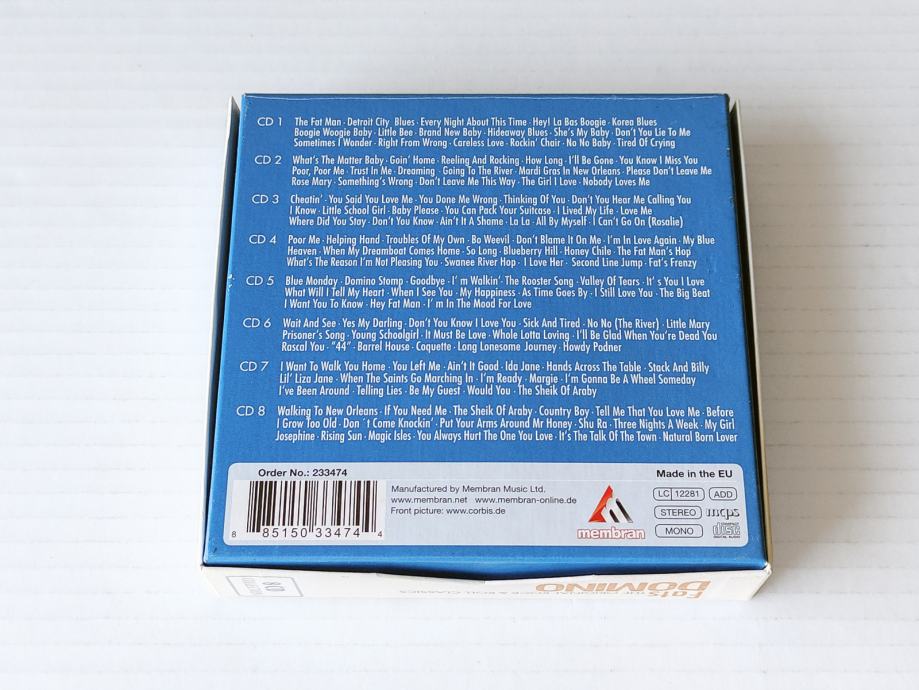 CD 1 The Fat Man · Detroit City Blues · Every Night About This Time · Hey! La Bas Boogie · Korea Blues
Boogie Woogie Baby · Little Bee · Brand New Baby · Hideaway Blues · She's My Baby · Don't You Lie To Me
Sometimes I Wonder · Right From Wrong · Careless Love · Rockin' Chair · No No Baby · Tired Of Crying
CD 2 What's The Matter Baby · Goin' Home · Reeling And Rocking · How Long · I'll Be Gone · You Know I Miss You
Poor, Poor Me · Trust In Me · Dreaming · Going To The River · Mardi Gras In New Orleans · Please Don't Leave Me
Rose Mary · Something's Wrong · Don't Leave Me This Way · The Girl I Love · Nobody Loves Me
CD 3 Cheatin' · You Said You Love Me · You Done Me Wrong · Thinking Of You · Don't You Hear Me Calling You
I Know · Little School Girl · Baby Please · You Can Pack Your Suitcase · I Lived My Life · Love Me
Where Did You Stay · Don't You Know · Ain't It A Shame · La La · All By Myself · I Can't Go On (Rosalie)
CD 4 Poor Me · Helping Hand · Troubles Of My Own · Bo Weevil · Don't Blame It On Me · I'm In Love Again · My Blue
Heaven · When My Dreamboat Comes Home · So Long · Blueberry Hill · Honey Chile · The Fat Man's Hop
What's The Reason I'm Not Pleasing You · Swanee River Hop · I Love Her · Second Line Jump · Fat's Frenzy
CD 5 Blue Monday · Domino Stomp · Goodbye · I´m Walkin' · The Rooster Song · Valley Of Tears · It´s You I Love
What Will I Tell My Heart · When I See You · My Happiness · As Time Goes By · I Still Love You · The Big Beat
I Want You To Know · Hey Fat Man · I´m In The Mood For Love
CD 6 Wait And See · Yes My Darling · Don't You Know I Love You · Sick And Tired · No No (The River) · Little Mary
Prisoner's Song · Young Schoolgirl · It Must Be Love · Whole Lotta Loving · I'll Be Glad When You're Dead You
Rascal You · "44" · Barrel House · Coquette · Long Lonesome Journey · Howdy Podner
CD 7 I Want To Walk You Home · You Left Me · Ain't It Good · Ida Jane · Hands Across The Table · Stack And Billy
Lil' Liza Jane · When The Saints Go Marching In · I'm Ready · Margie · I'm Gonna Be A Wheel Someday
I've Been Around · Telling Lies · Be My Guest · Would You · The Sheik Of Araby
CD 8 Walking To New Orleans · If You Need Me · The Sheik Of Araby · Country Boy · Tell Me That You Love Me · Before
I Grow Too Old · Don´t Come Knockin' · Put Your Arms Around Mr Honey · Shu Ra · Three Nights A Week · My Girl
Josephine · Rising Sun · Magic Isles · You Always Hurt The One You Love · It's The Talk Of The Town · Natural Born Lover
Order No.: 233474
Made in the EU
Manufactured by Membran Music Ltd.
www.membran.net www.membran-online.de
Front picture: www.corbis.de
8 85150 33474 4
membran
LC 12281 ADD
STEREO mcps
MONO COMPACT disc DIGITAL AUDIO
Fats
DOMINO
8CD